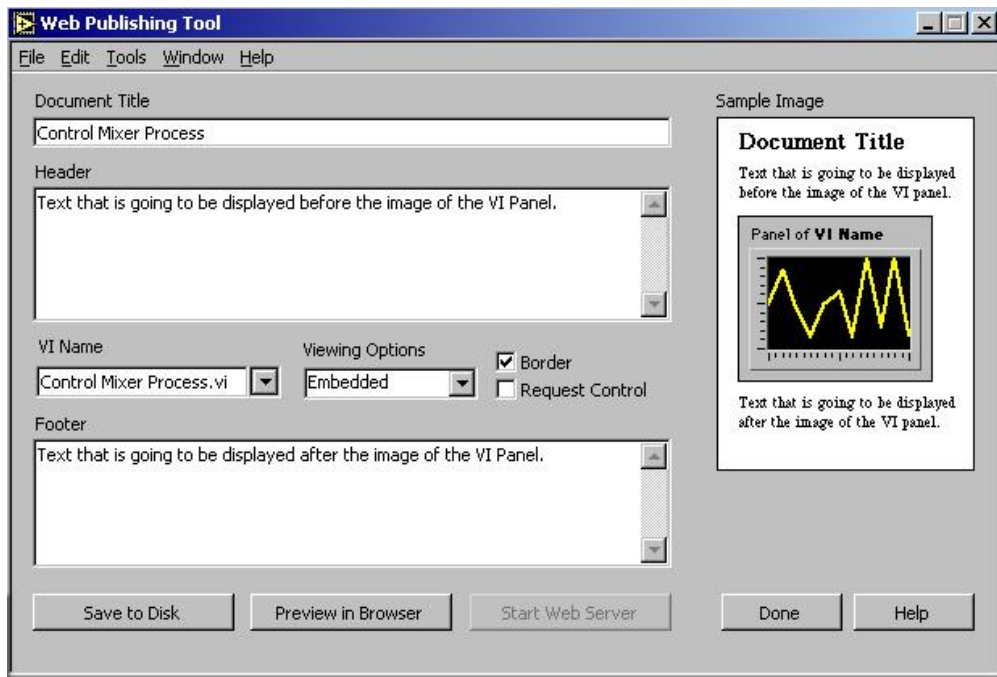 Web Publishing Tool
File Edit Tools Window Help
Document Title
Control Mixer Process
Header
Text that is going to be displayed before the image of the VI Panel.
VI Name
Control Mixer Process.vi
Viewing Options
Embedded
Border
Request Control
Footer
Text that is going to be displayed after the image of the VI Panel.
Save to Disk
Preview in Browser
Start Web Server
Sample Image
Document Title
Text that is going to be displayed
before the image of the VI panel.
Panel of VI Name
Text that is going to be displayed
after the image of the VI panel.
Done
Help